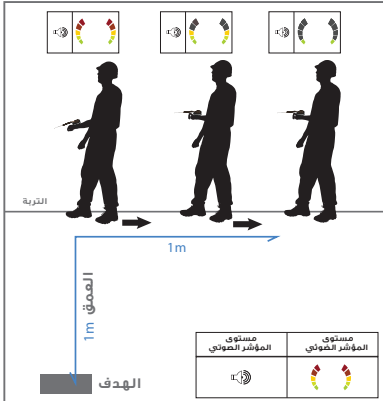 التربة
1m
العمق
1m
الهدف
مستوى
المؤشر الضوئي
مستوى
المؤشر الصوتي